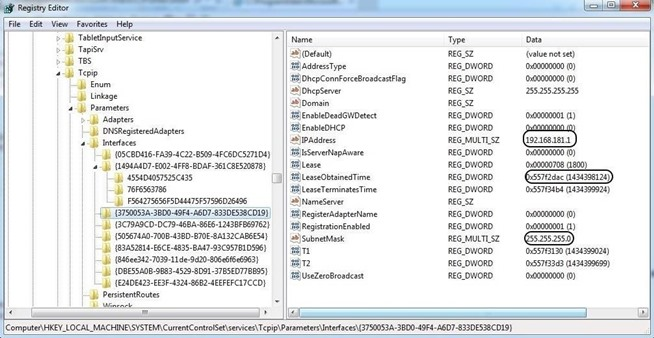 Registry Editor
File Edit View Favorites Help
TabletInputService
TapiSrv
TBS
Tcpip
Enum
Linkage
Parameters
Adapters
DNSRegisteredAdapters
Interfaces
{05CBD416-FA39-4C22-B509-4FC6DC5271D4}
{1494A4D7-E002-4FF8-BDAF-361C8E520878}
4554D4057525C435
76F6563786
F564275656F5D44475F57596D26496
{3750053A-3BD0-49F4-A6D7-833DE538CD19}
{3C79A9CD-DC79-46BA-86E6-1243BFB69762}
{505674A0-700B-43BD-B70E-8A132CAB6E54}
{83A52814-E6CE-4835-BA47-93C957B1D596}
{846ee342-7039-11de-9d20-806e6f6e6963}
{DBE55A0B-9B83-4529-8D91-37B5ED77BB95}
{E24DE423-EE3F-4324-86B2-4EEFEFC17CCD}
PersistentRoutes
Winsock
Name Type Data
(Default) REG_SZ (value not set)
AddressType REG_DWORD 0x00000000 (0)
DhcpConnForceBroadcastFlag REG_DWORD 0x00000000 (0)
DhcpServer REG_SZ 255.255.255.255
Domain REG_SZ
EnableDeadGWDetect REG_DWORD 0x00000001 (1)
EnableDHCP REG_DWORD 0x00000000 (0)
IPAddress REG_MULTI_SZ 192.168.181.1
IsServerNapAware REG_DWORD 0x00000000 (0)
Lease REG_DWORD 0x00000708 (1800)
LeaseObtainedTime REG_DWORD 0x557f2dac (1434398124)
LeaseTerminatesTime REG_DWORD 0x557f34b4 (1434399924)
NameServer REG_SZ
RegisterAdapterName REG_DWORD 0x00000000 (0)
RegistrationEnabled REG_DWORD 0x00000001 (1)
SubnetMask REG_MULTI_SZ 255.255.255.0
T1 REG_DWORD 0x557f3130 (1434399024)
T2 REG_DWORD 0x557f33d3 (1434399699)
UseZeroBroadcast REG_DWORD 0x00000000 (0)
Computer\HKEY_LOCAL_MACHINE\SYSTEM\CurrentControlSet\services\Tcpip\Parameters\Interfaces\{3750053A-3BD0-49F4-A6D7-833DE538CD19}